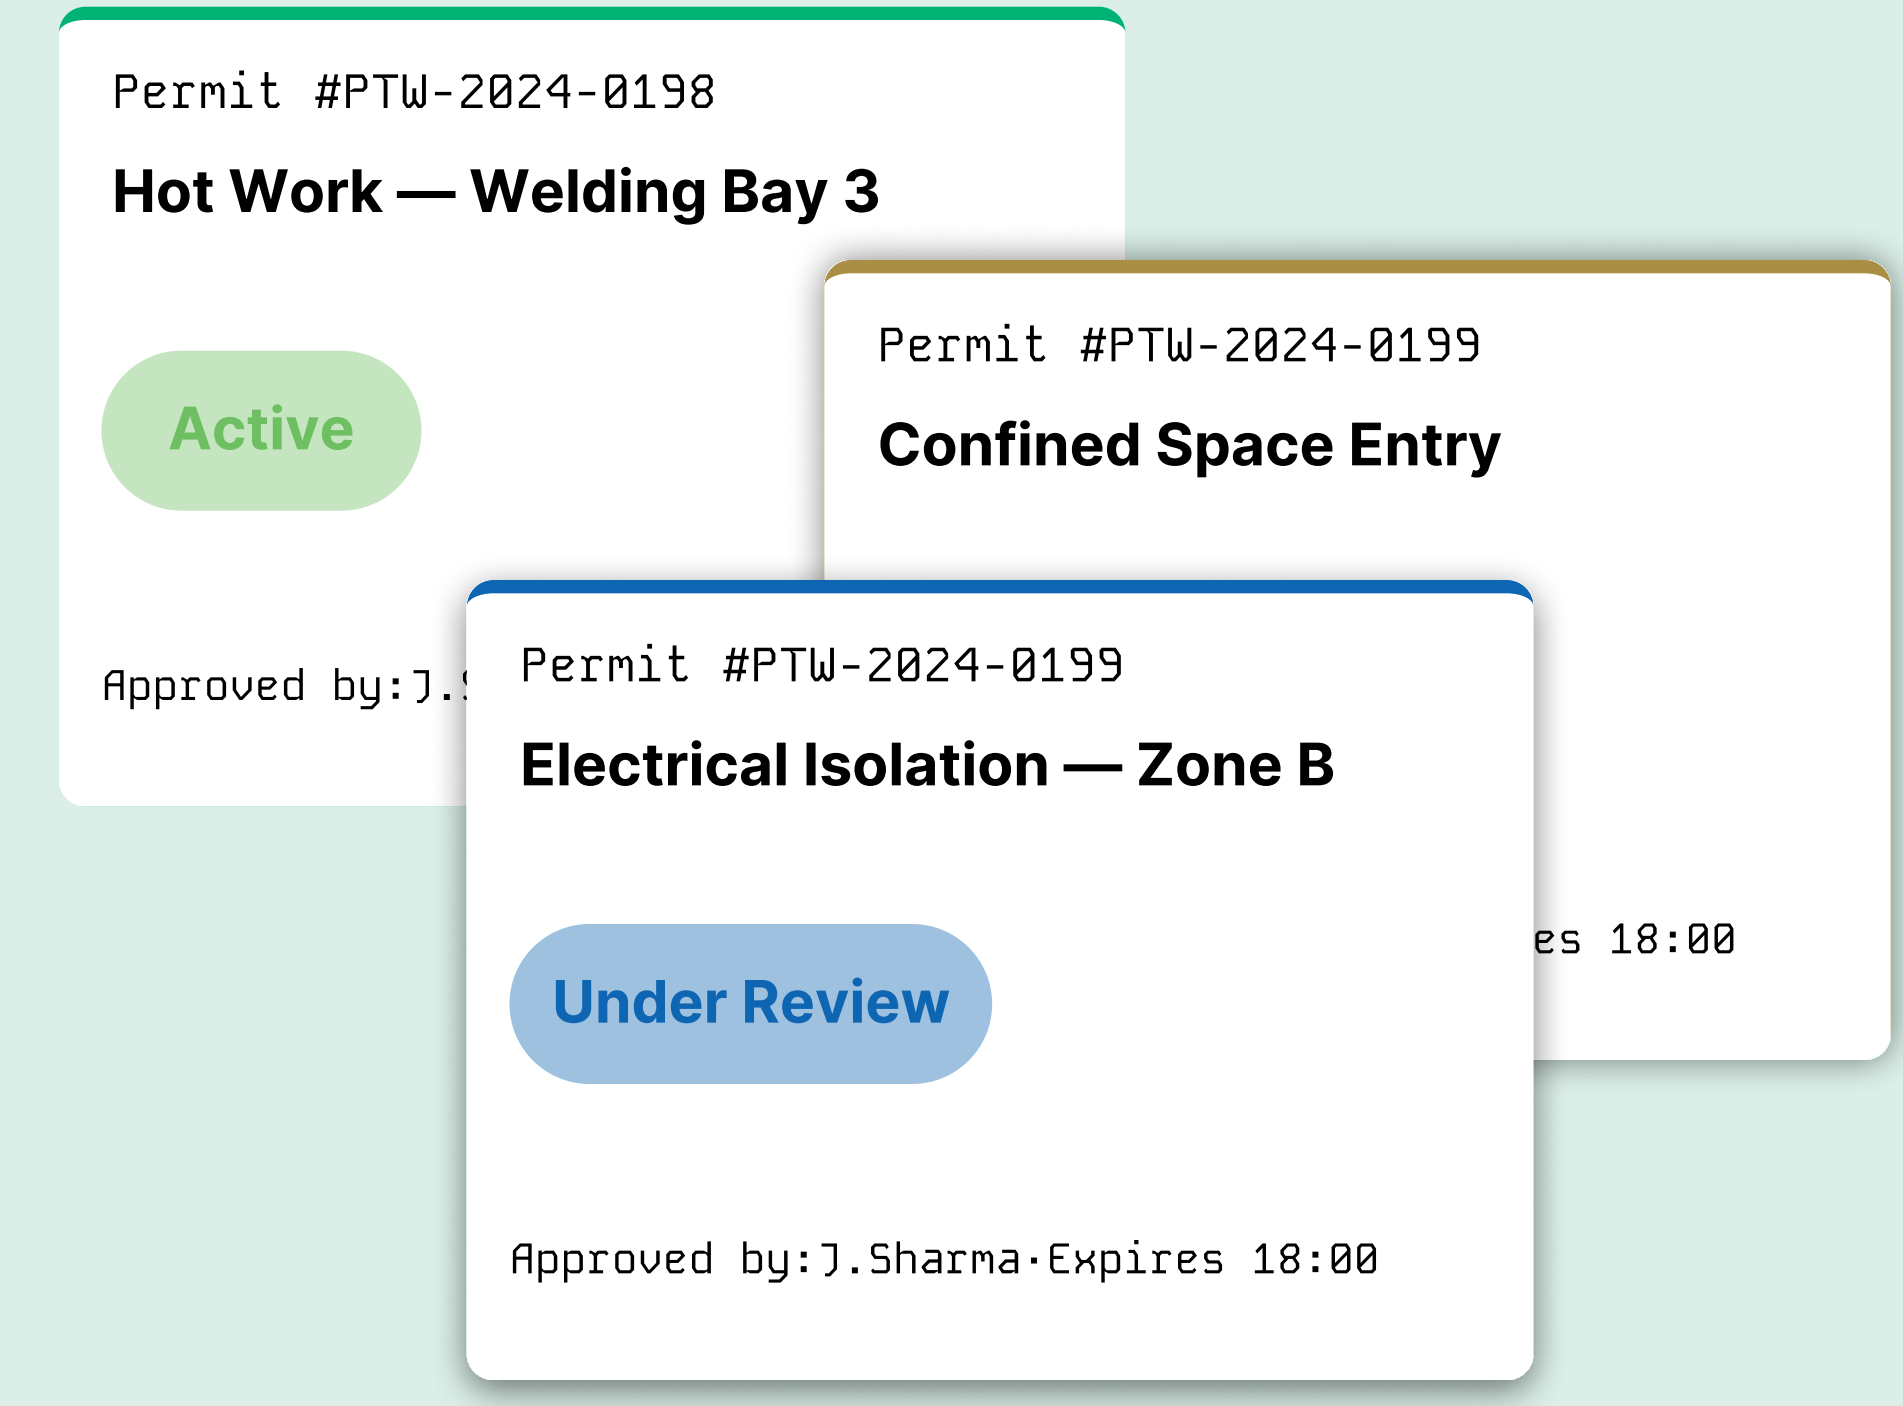 Permit #PTW-2024-0198
Hot Work — Welding Bay 3
Active
Approved by:J.
Permit #PTW-2024-0199
Confined Space Entry
18:00
Permit #PTW-2024-0199
Electrical Isolation — Zone B
Under Review
Approved by:J.Sharma·Expires 18:00